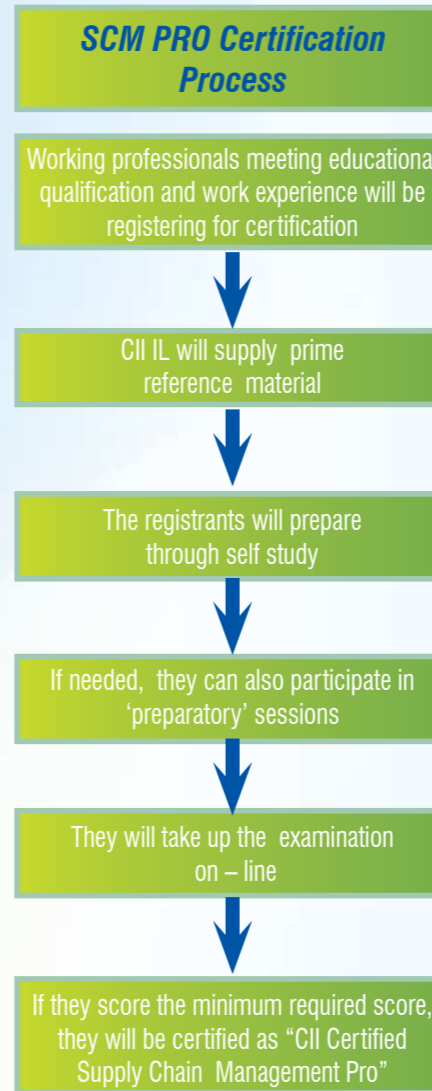 SCM PRO Certification
Process
Working professionals meeting educationa
qualification and work experience will be
registering for certification
CII IL will supply prime
reference material
The registrants will prepare
through self study
If needed, they can also participate in
‘preparatory’ sessions
They will take up the examination
on – line
If they score the minimum required score,
they will be certified as “CII Certified
Supply Chain Management Pro”